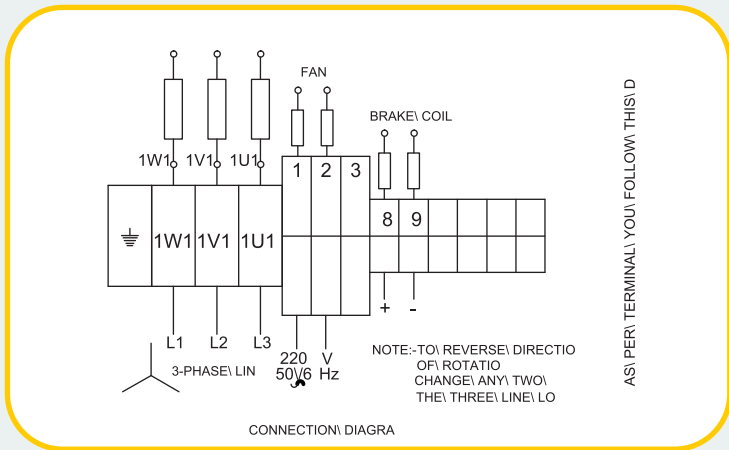 FAN
BRAKE\ COIL
1W1 1V1 1U1
1 2 3
8 9
1W1 1V1 1U1
+ -
L1 L2 L3
3-PHASE\ LIN
220 V
50\/6 Hz
NOTE:-TO\ REVERSE\ DIRECTIO
OF\ ROTATIO
CHANGE\ ANY\ TWO\
THE\ THREE\ LINE\ LO
CONNECTION\ DIAGRA
AS\ PER\ TERMINAL\ YOU\ FOLLOW\ THIS\ D